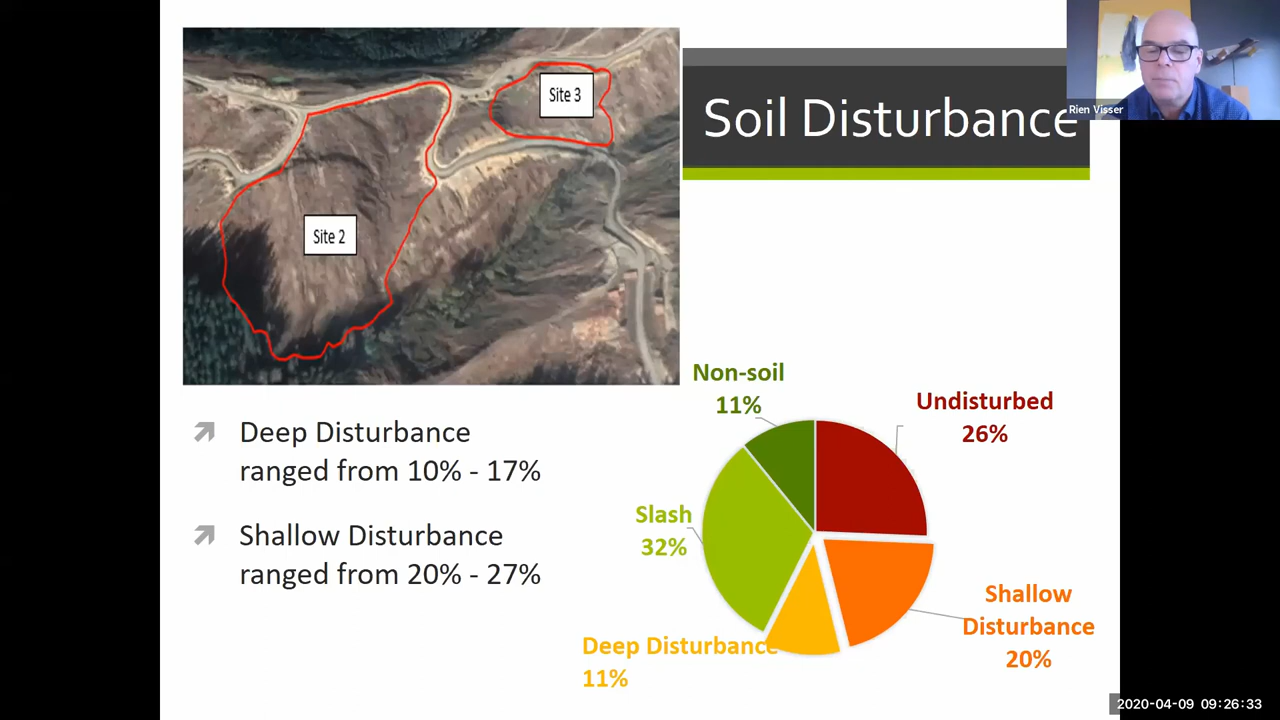 Site 3
Site 2
Soil Disturbance
Rien Visser
Deep Disturbance
ranged from 10% - 17%
Shallow Disturbance
ranged from 20% - 27%
Non-soil
11%
Undisturbed
26%
Slash
32%
Shallow
Disturbance
20%
Deep Disturbance
11%
2020-04-09 09:26:33